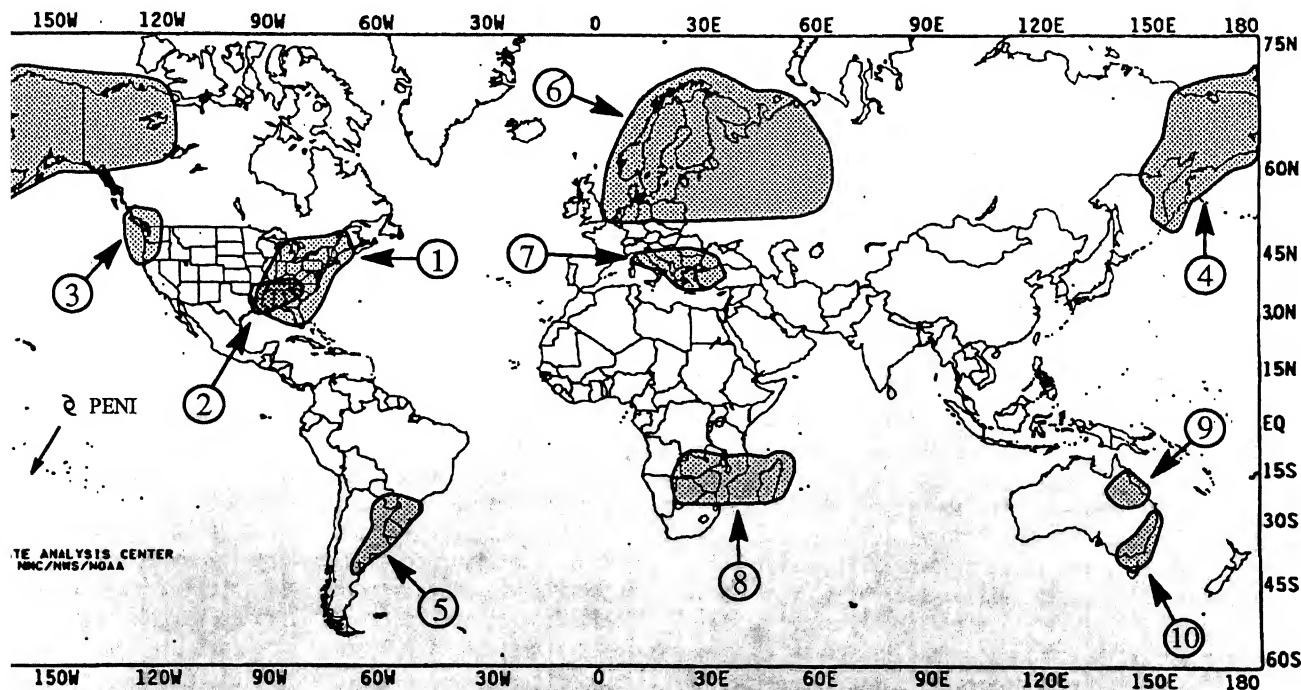 150W 120W 90W 60W 30W 0 30E 60E 90E 120E 150E 180
75N
6
60N
1
7
3
45N
4
30N
2
15N
PENI
EQ
9
15S
30S
TE ANALYSIS CENTER
NMC/NWS/NOAA
8
5
45S
10
60S
150W 120W 90W 60W 30W 0 30E 60E 90E 120E 150E 180